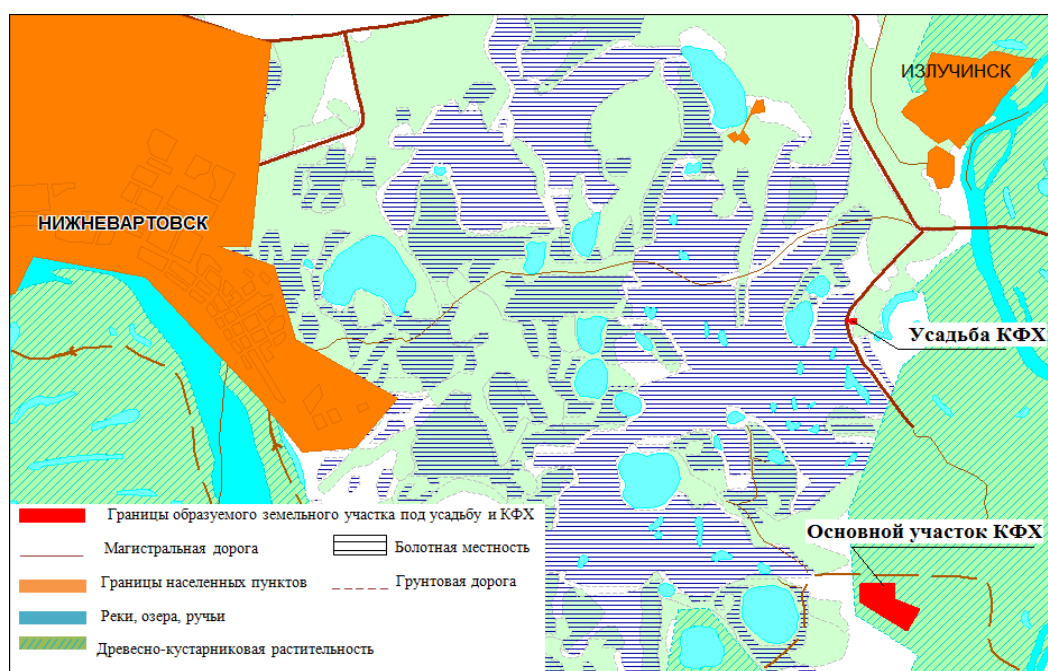 ИЗЛУЧИНСК
НИЖНЕВАРТОВСК
Усадьба КФХ
Основной участок КФХ
Границы образуемого земельного участка под усадьбу и КФХ
Магистральная дорога
Болотная местность
Границы населенных пунктов
Грунтовая дорога
Реки, озера, ручьи
Древесно-кустарниковая растительность